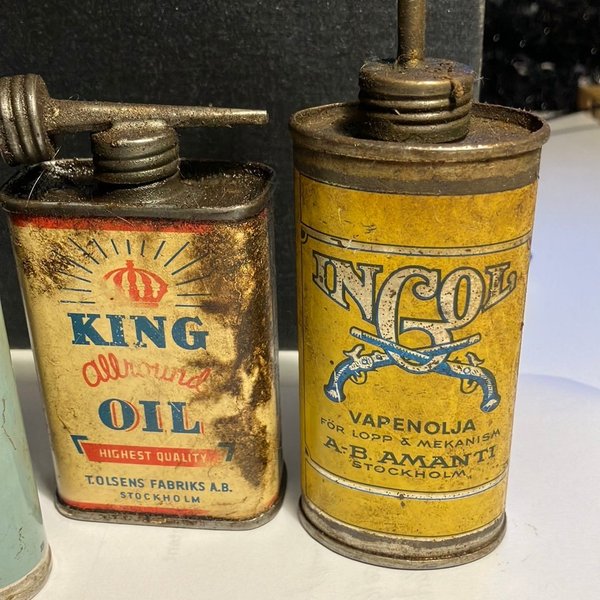 KING
allround
OIL
HIGHEST QUALITY
T.OLSENS FABRIKS A.B.
STOCKHOLM
INGOL
VAPENOLJA
FÖR LOPP & MEKANISM
A-B. AMANTI
STOCKHOLM